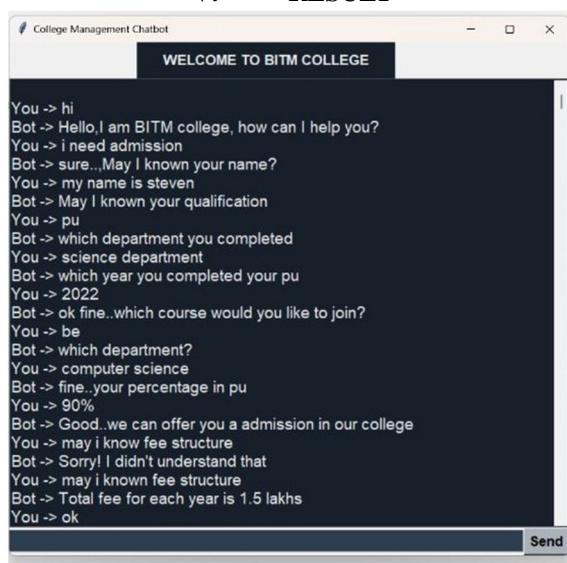 College Management Chatbot
WELCOME TO BITM COLLEGE
You -> hi
Bot -> Hello,I am BITM college, how can I help you?
You -> i need admission
Bot -> sure..,May I known your name?
You -> my name is steven
Bot -> May I known your qualification
You -> pu
Bot -> which department you completed
You -> science department
Bot -> which year you completed your pu
You -> 2022
Bot -> ok fine..which course would you like to join?
You -> be
Bot -> which department?
You -> computer science
Bot -> fine..your percentage in pu
You -> 90%
Bot -> Good..we can offer you a admission in our college
You -> may i know fee structure
Bot -> Sorry! I didn't understand that
You -> may i known fee structure
Bot -> Total fee for each year is 1.5 lakhs
You -> ok
Send